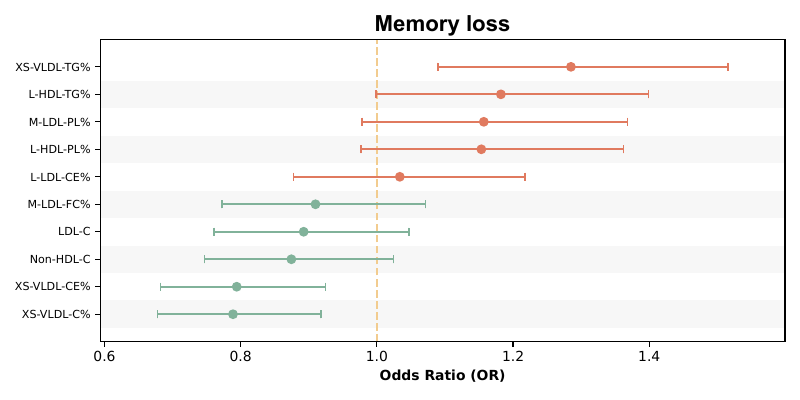 Memory loss
XS-VLDL-TG%
L-HDL-TG%
M-LDL-PL%
L-HDL-PL%
L-LDL-CE%
M-LDL-FC%
LDL-C
Non-HDL-C
XS-VLDL-CE%
XS-VLDL-C%
0.6 0.8 1.0 1.2 1.4
Odds Ratio (OR)